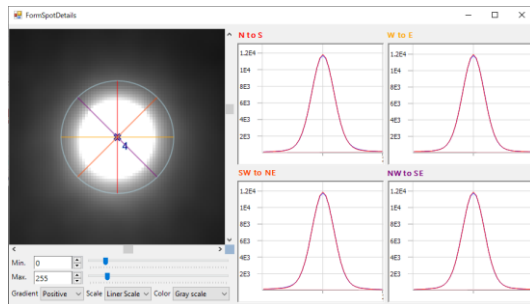 FormSpotDetails
N to S
1.2E4
1E4
8E3
6E3
4E3
2E3
W to E
1.2E4
1E4
8E3
6E3
4E3
2E3
4
SW to NE
1.2E4
1E4
8E3
6E3
4E3
2E3
NW to SE
1.2E4
1E4
8E3
6E3
4E3
2E3
Min. 0
Max. 255
Gradient Positive Scale Liner Scale Color Gray scale